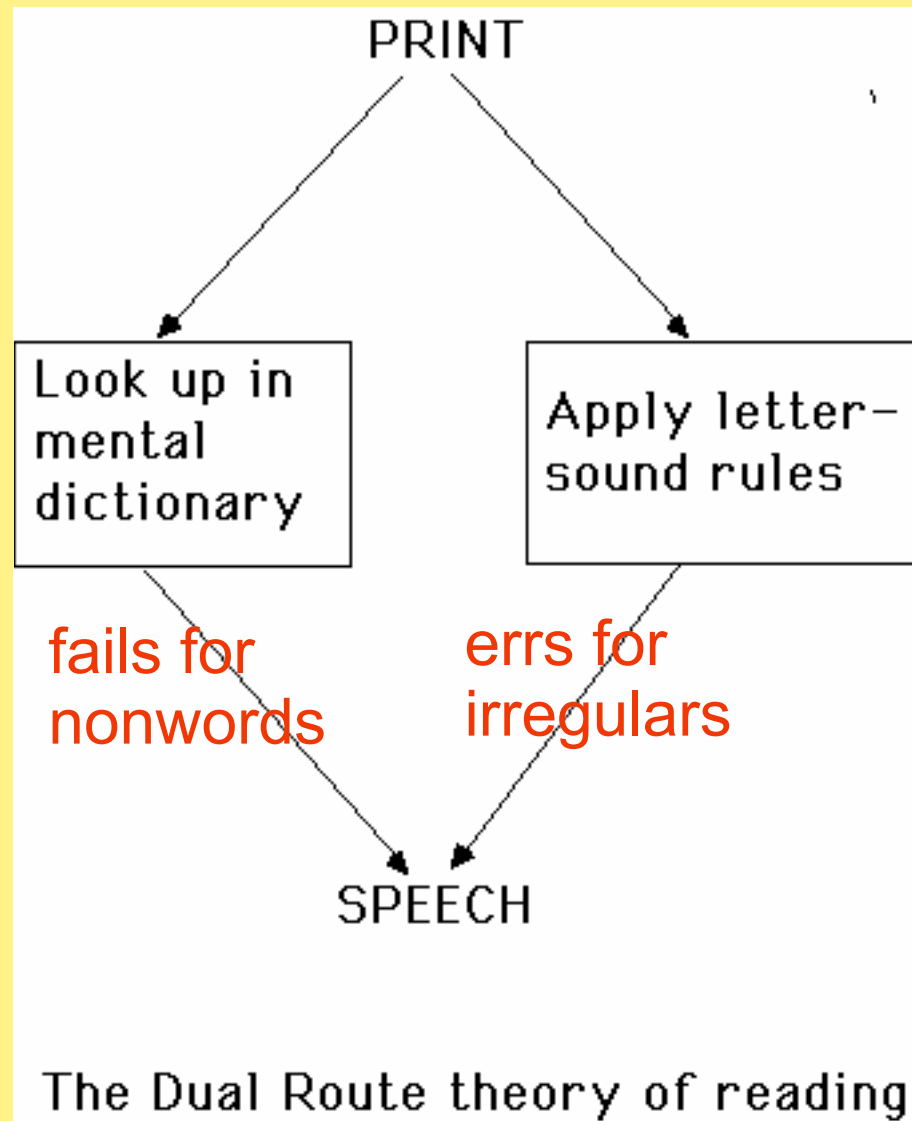 PRINT
Look up in
mental
dictionary
Apply letter-
sound rules
fails for
nonwords
errs for
irregulars
SPEECH
The Dual Route theory of reading